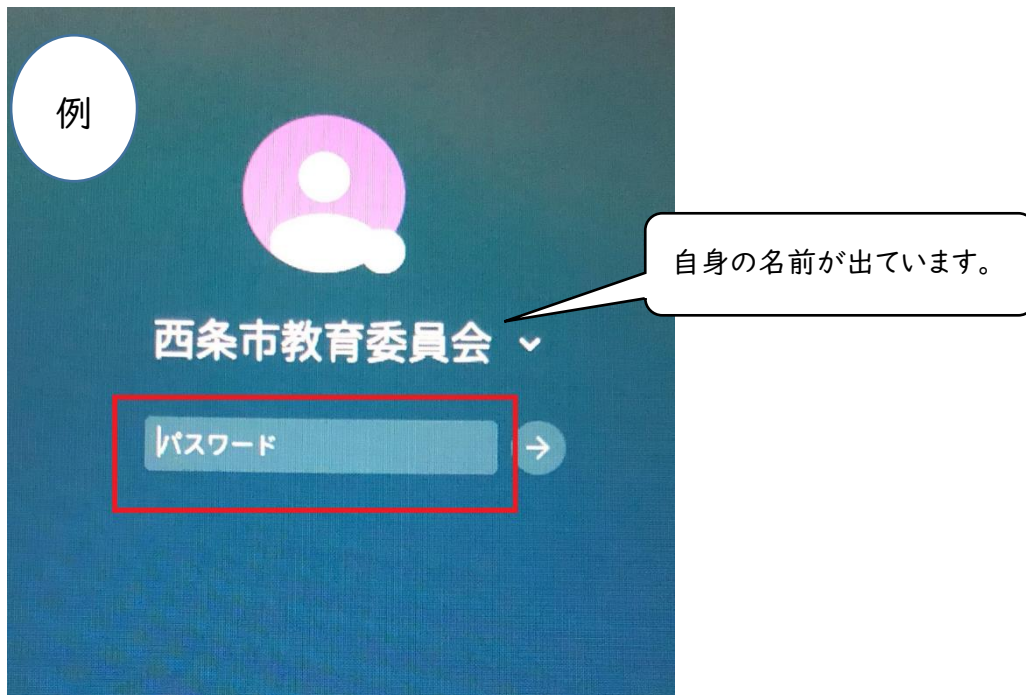 例
自身の名前が出ています。
西条市教育委員会
パスワード